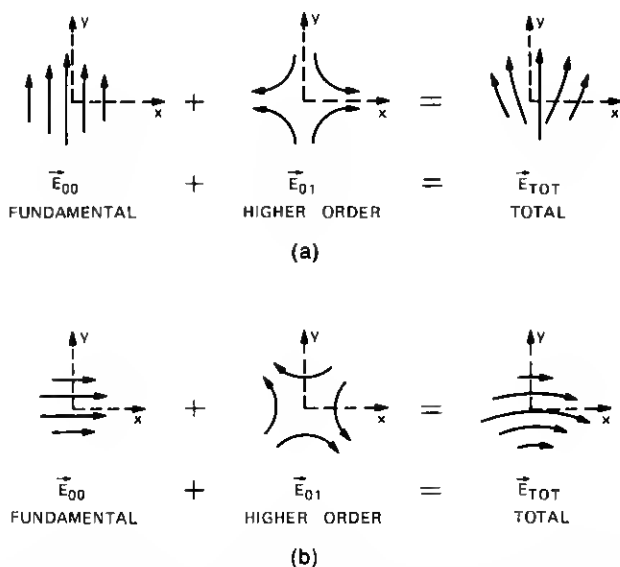 y y y
x + x = x
E00 + E01 = ETOT
FUNDAMENTAL HIGHER ORDER TOTAL
(a)
y y y
x + x = x
E00 + E01 = ETOT
FUNDAMENTAL HIGHER ORDER TOTAL
(b)